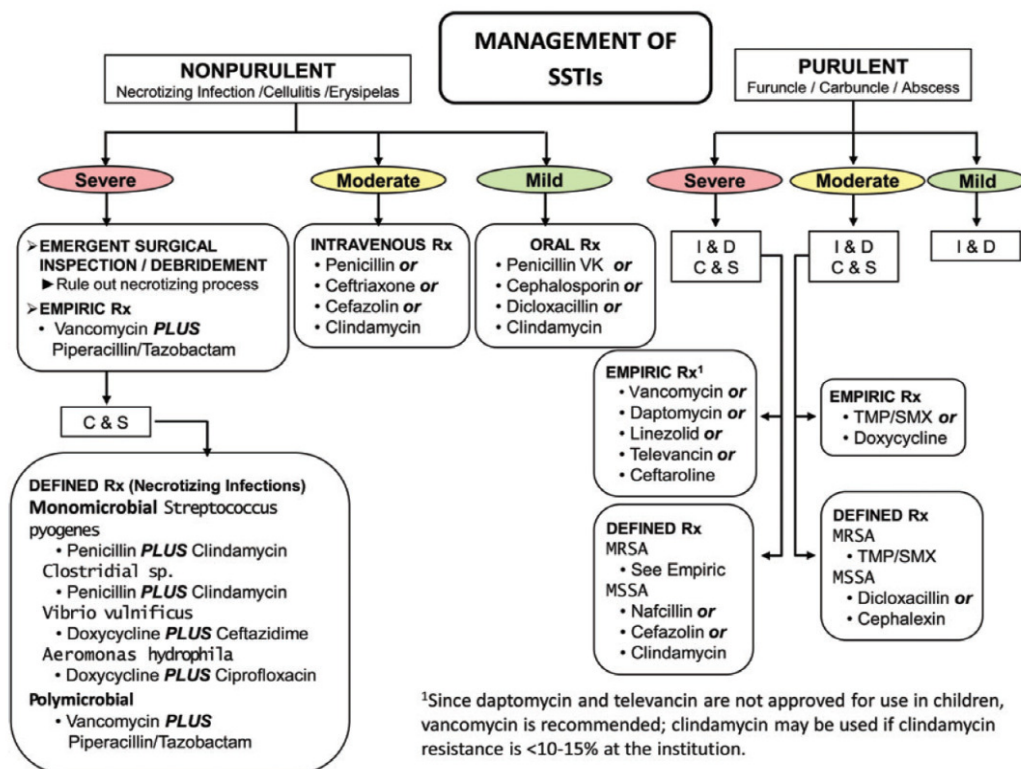 MANAGEMENT OF
SSTIs
NONPURULENT
Necrotizing Infection /Cellulitis /Erysipelas
Severe
Moderate
Mild
➢EMERGENT SURGICAL
INSPECTION / DEBRIDEMENT
►Rule out necrotizing process
➢EMPIRIC Rx
• Vancomycin PLUS
Piperacillin/Tazobactam
C & S
DEFINED Rx (Necrotizing Infections)
Monomicrobial Streptococcus
pyogenes
• Penicillin PLUS Clindamycin
Clostridial sp.
• Penicillin PLUS Clindamycin
Vibrio vulnificus
• Doxycycline PLUS Ceftazidime
Aeromonas hydrophila
• Doxycycline PLUS Ciprofloxacin
Polymicrobial
• Vancomycin PLUS
Piperacillin/Tazobactam
INTRAVENOUS Rx
• Penicillin or
• Ceftriaxone or
• Cefazolin or
• Clindamycin
ORAL Rx
• Penicillin VK or
• Cephalosporin or
• Dicloxacillin or
• Clindamycin
PURULENT
Furuncle / Carbuncle / Abscess
Severe
Moderate
Mild
I & D
C & S
I & D
C & S
I & D
EMPIRIC Rx¹
• Vancomycin or
• Daptomycin or
• Linezolid or
• Televancin or
• Ceftaroline
EMPIRIC Rx
• TMP/SMX or
• Doxycycline
DEFINED Rx
MRSA
• See Empiric
MSSA
• Nafcillin or
• Cefazolin or
• Clindamycin
DEFINED Rx
MRSA
• TMP/SMX
MSSA
• Dicloxacillin or
• Cephalexin
¹Since daptomycin and televancin are not approved for use in children,
vancomycin is recommended; clindamycin may be used if clindamycin
resistance is <10-15% at the institution.